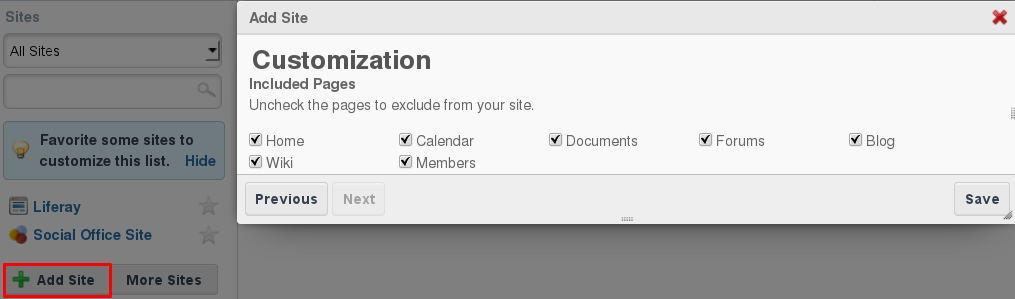 Sites
All Sites
Favorite some sites to
customize this list. Hide
Liferay
Social Office Site
Add Site
More Sites
Add Site
Customization
Included Pages
Uncheck the pages to exclude from your site.
Home Calendar Documents Forums Blog
Wiki Members
Previous Next Save